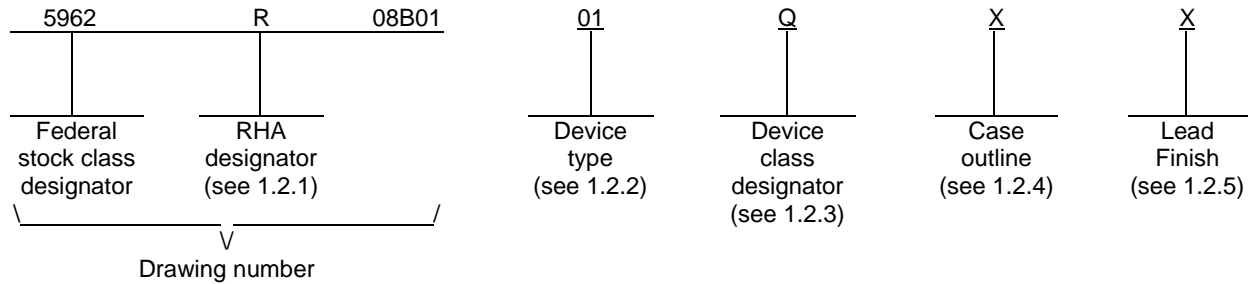 5962 R 08B01 01 Q X X
Federal RHA Device Device Case Lead
stock class designator type class outline Finish
designator (see 1.2.1) (see 1.2.2) designator (see 1.2.4) (see 1.2.5)
(see 1.2.3)
Drawing number